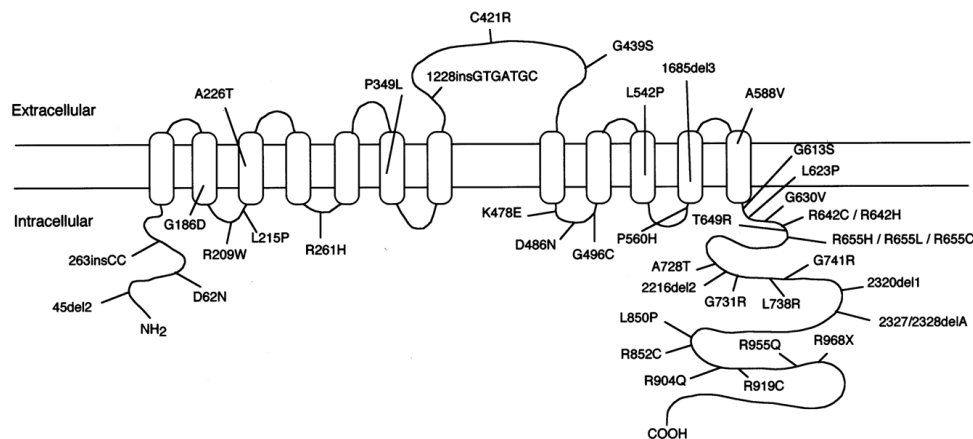 C421R
G439S
1228insGTGATGC
P349L
A226T
1685del3
L542P
A588V
Extracellular
G613S
L623P
G630V
Intracellular
G186D
L215P
R209W
R261H
K478E
D486N
G496C
P560H
T649R
R642C / R642H
R655H / R655L / R655C
263insCC
D62N
45del2
NH2
A728T
2216del2
G731R
L738R
G741R
2320del1
2327/2328delA
L850P
R852C
R904Q
R919C
R955Q
R968X
COOH